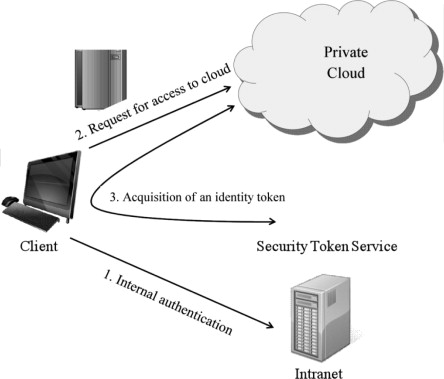 Private
Cloud
2. Request for access to cloud
3. Acquisition of an identity token
Client
Security Token Service
1. Internal authentication
Intranet